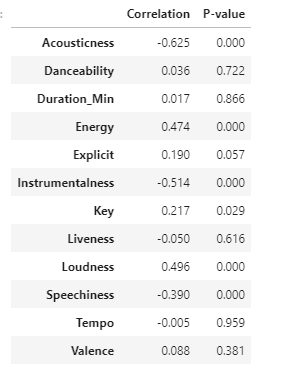 :
Correlation P-value
Acousticness -0.625 0.000
Danceability 0.036 0.722
Duration_Min 0.017 0.866
Energy 0.474 0.000
Explicit 0.190 0.057
Instrumentalness -0.514 0.000
Key 0.217 0.029
Liveness -0.050 0.616
Loudness 0.496 0.000
Speechiness -0.390 0.000
Tempo -0.005 0.959
Valence 0.088 0.381